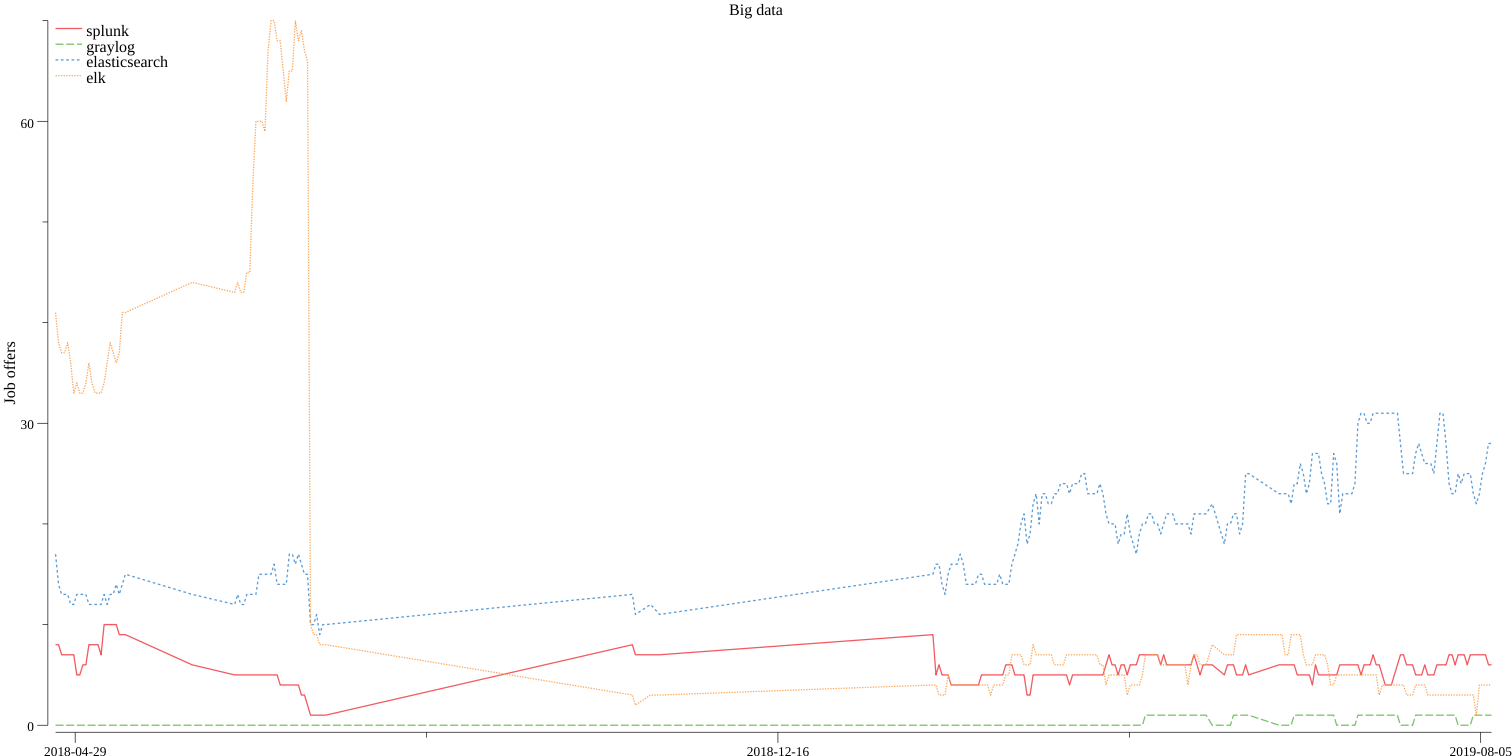 Big data
splunk
graylog
elasticsearch
elk
60
30
0
Job offers
2018-04-29
2018-12-16
2019-08-05